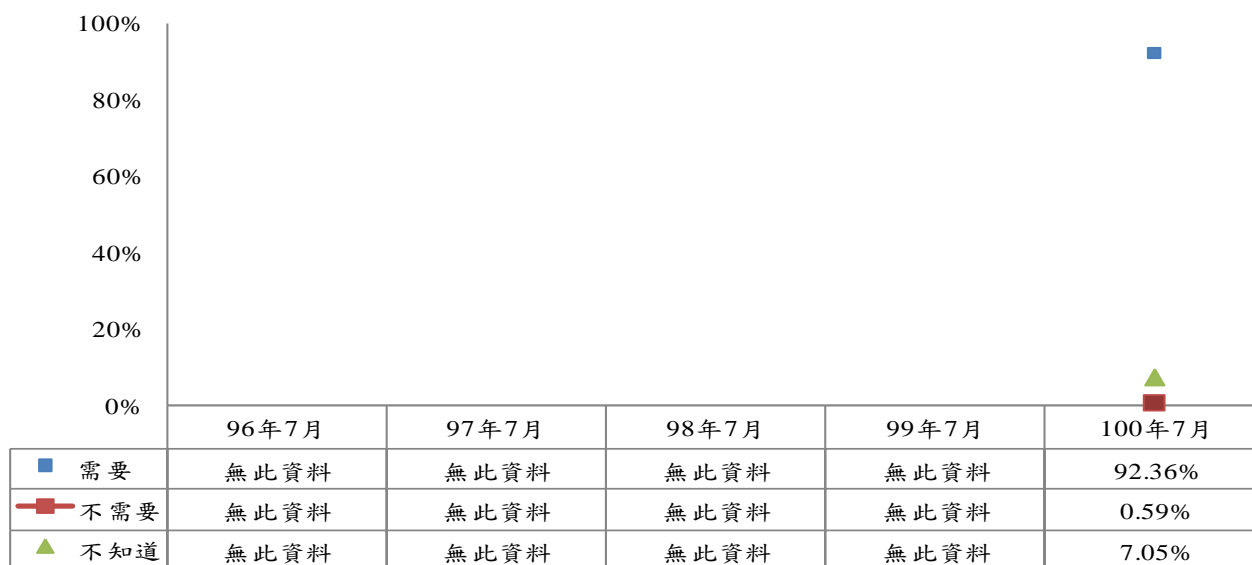 100%
80%
60%
40%
20%
0%
96年7月 97年7月 98年7月 99年7月 100年7月
需要 無此資料 無此資料 無此資料 無此資料 92.36%
不需要 無此資料 無此資料 無此資料 無此資料 0.59%
不知道 無此資料 無此資料 無此資料 無此資料 7.05%